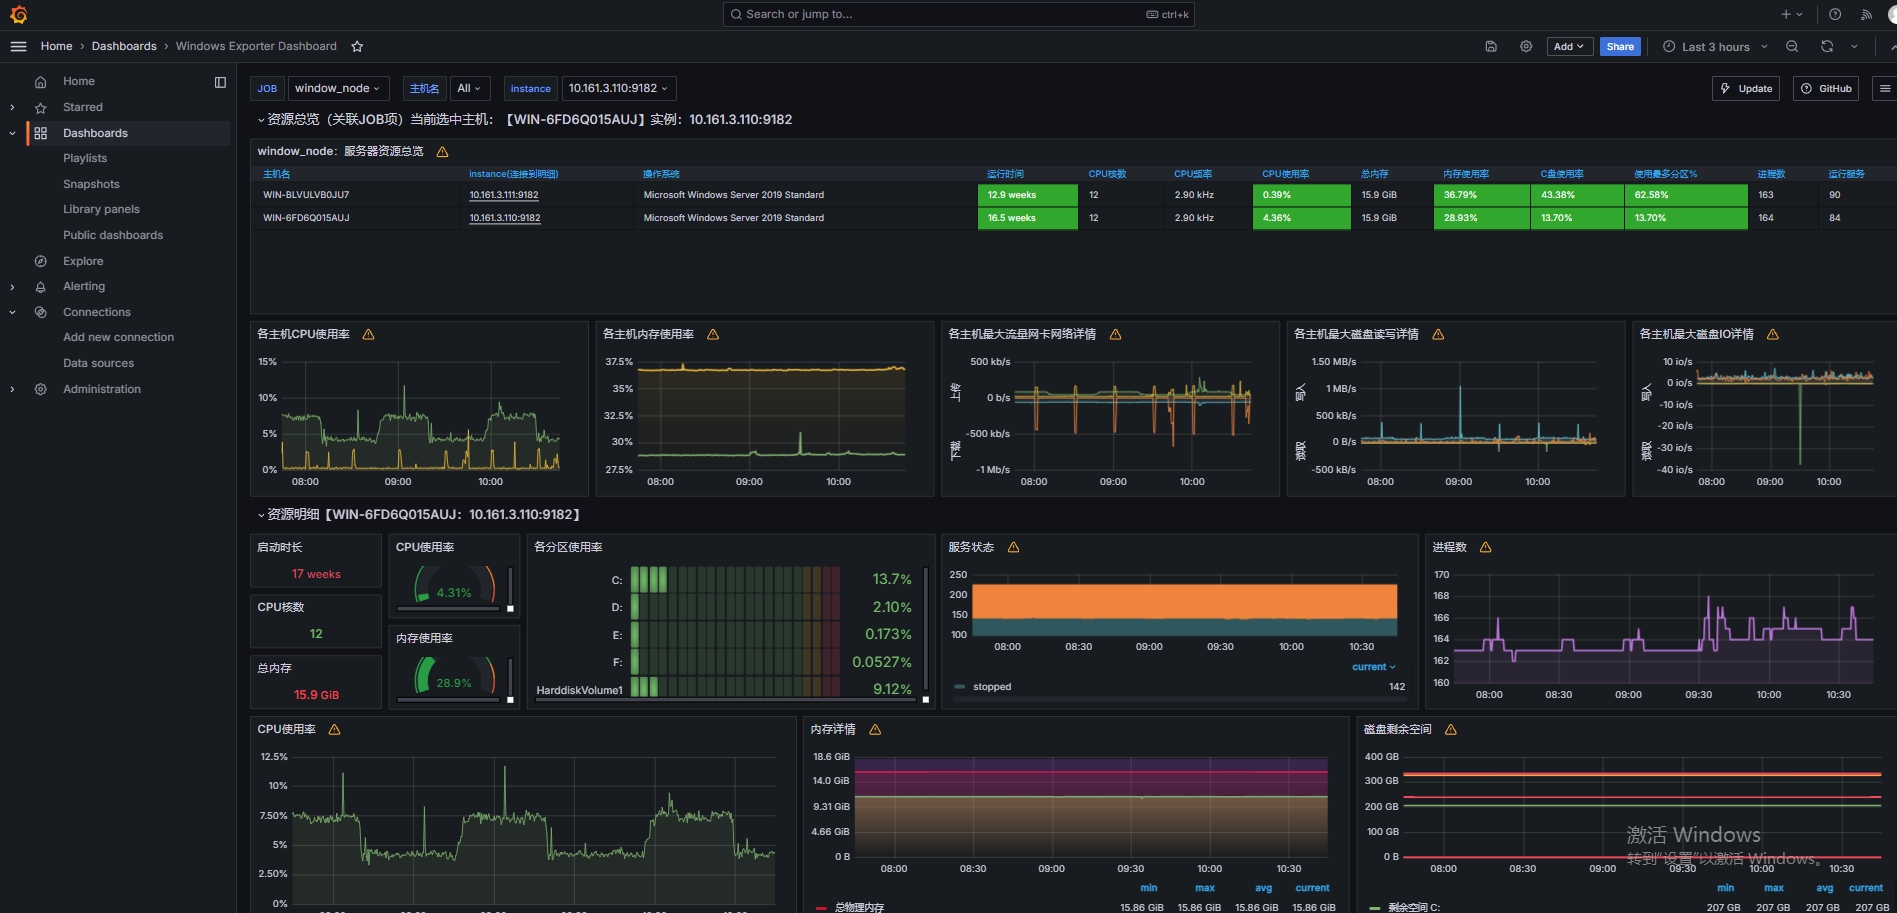 Search or jump to...
ctrl+k
Home
Dashboards
Windows Exporter Dashboard
Add
Share
Last 3 hours
Home
Starred
Dashboards
Playlists
Snapshots
Library panels
Public dashboards
Explore
Alerting
Connections
Add new connection
Data sources
Administration
JOB
window_node
主机名
All
instance
10.161.3.110:9182
Update
GitHub
资源总览（关联JOB项）当前选中主机：【WIN-6FD6Q015AUJ】实例：10.161.3.110:9182
window_node：服务器资源总览
主机名 instance(连接到明细) 操作系统 运行时间 CPU核数 CPU频率 CPU使用率 总内存 内存使用率 C盘使用率 使用最多分区% 进程数 运行服务
WIN-BLVULVB0JU7 10.161.3.111:9182 Microsoft Windows Server 2019 Standard 12.9 weeks 12 2.90 kHz 0.39% 15.9 GiB 36.79% 43.38% 62.58% 163 90
WIN-6FD6Q015AUJ 10.161.3.110:9182 Microsoft Windows Server 2019 Standard 16.5 weeks 12 2.90 kHz 4.36% 15.9 GiB 28.93% 13.70% 13.70% 164 84
各主机CPU使用率
15%
10%
5%
0%
08:00 09:00 10:00
各主机内存使用率
37.5%
35%
32.5%
30%
27.5%
08:00 09:00 10:00
各主机最大流量网卡网络详情
上传
下载
500 kb/s
0 b/s
-500 kb/s
-1 Mb/s
08:00 09:00 10:00
各主机最大磁盘读写详情
写入
读取
1.50 MB/s
1 MB/s
500 kB/s
0 B/s
-500 kB/s
08:00 09:00 10:00
各主机最大磁盘IO详情
写入
读取
10 io/s
0 io/s
-10 io/s
-20 io/s
-30 io/s
-40 io/s
08:00 09:00 10:00
资源明细【WIN-6FD6Q015AUJ：10.161.3.110:9182】
启动时长
17 weeks
CPU核数
12
总内存
15.9 GiB
CPU使用率
4.31%
内存使用率
28.9%
各分区使用率
C: 13.7%
D: 2.10%
E: 0.173%
F: 0.0527%
HarddiskVolume1 9.12%
服务状态
250
200
150
100
08:00 08:30 09:00 09:30 10:00 10:30
current
stopped 142
进程数
170
168
166
164
162
160
08:00 08:30 09:00 09:30 10:00 10:30
CPU使用率
12.5%
10%
7.50%
5%
2.50%
0%
内存详情
18.6 GiB
14.0 GiB
9.31 GiB
4.66 GiB
0 B
08:00 08:30 09:00 09:30 10:00 10:30
min max avg current
总物理内存 15.86 GiB 15.86 GiB 15.86 GiB 15.86 GiB
磁盘剩余空间
400 GB
300 GB
200 GB
100 GB
0 B
08:00 08:30 09:00 09:30 10:00 10:30
min max avg current
剩余空间 C: 207 GB 207 GB 207 GB 207 GB
激活 Windows
转到"设置"以激活 Windows。